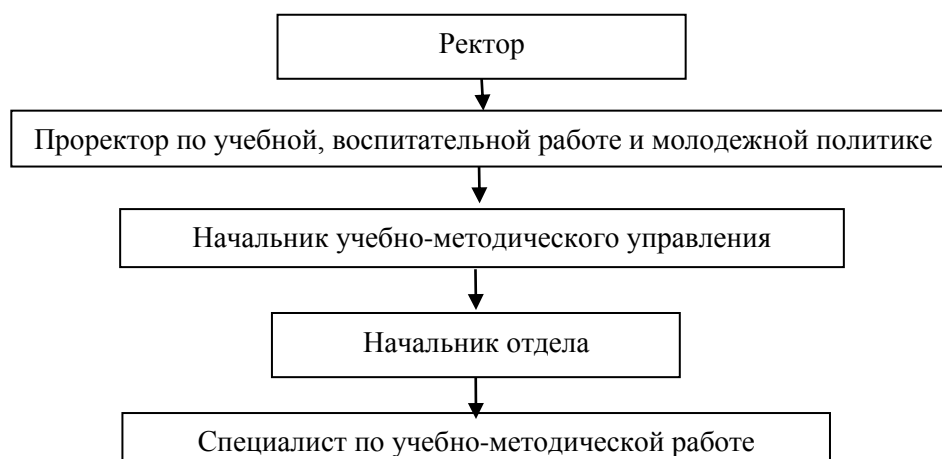 Ректор
Проректор по учебной, воспитательной работе и молодежной политике
Начальник учебно-методического управления
Начальник отдела
Специалист по учебно-методической работе